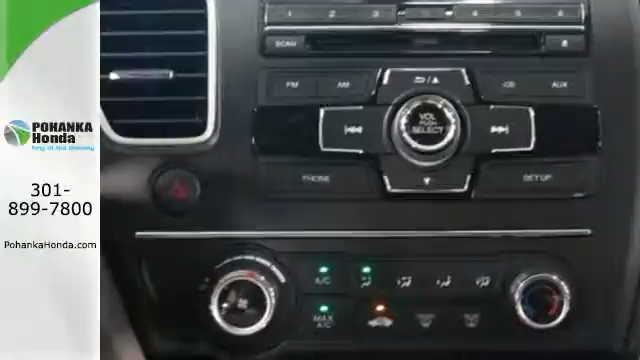 POHANKA
Honda
301-
899-7800
PohankaHonda.com
1 2 3 4 5 6
SCAN
FM AM CD AUX
VOL
PUSH
SELECT
PHONE SETUP
A/C
MAX
A/C